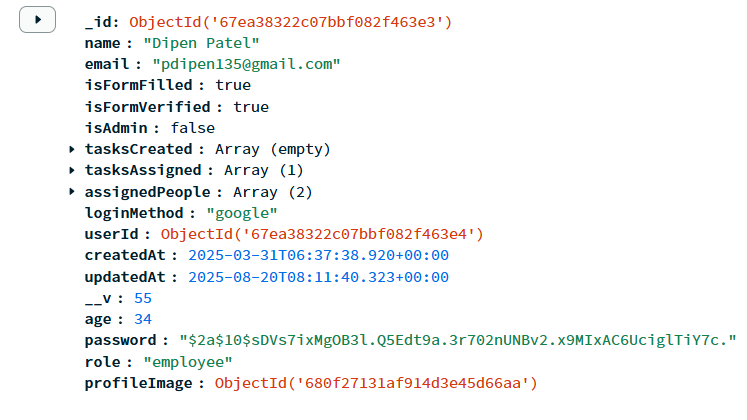 _id: ObjectId('67ea38322c07bbf082f463e3')
name : "Dipen Patel"
email : "pdipen135@gmail.com"
isFormFilled : true
isFormVerified : true
isAdmin : false
tasksCreated : Array (empty)
tasksAssigned : Array (1)
assignedPeople : Array (2)
loginMethod : "google"
userId : ObjectId('67ea38322c07bbf082f463e4')
createdAt : 2025-03-31T06:37:38.920+00:00
updatedAt : 2025-08-20T08:11:40.323+00:00
__v : 55
age : 34
password : "$2a$10$sDVs7ixMgOB3l.Q5Edt9a.3r702nUNBv2.x9MIxAC6UciglTiY7c."
role : "employee"
profileImage : ObjectId('680f27131af914d3e45d66aa')